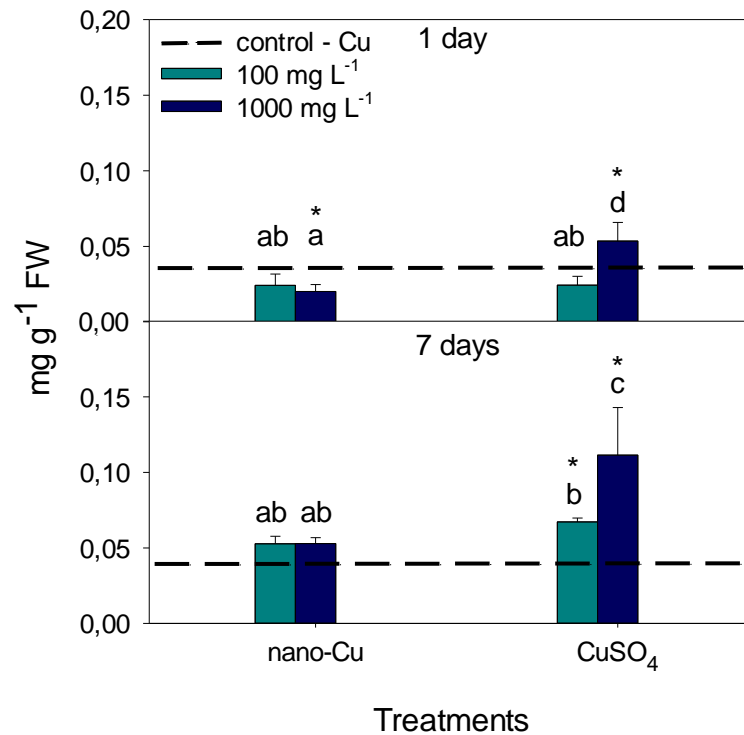 0,20
control - Cu
1 day
100 mg L-1
0,15
1000 mg L-1
0,10
*
*
ab
a
ab
d
0,05
0,00
mg g-1 FW
7 days
0,15
*
c
0,10
*
ab
ab
b
0,05
0,00
nano-Cu
CuSO4
Treatments